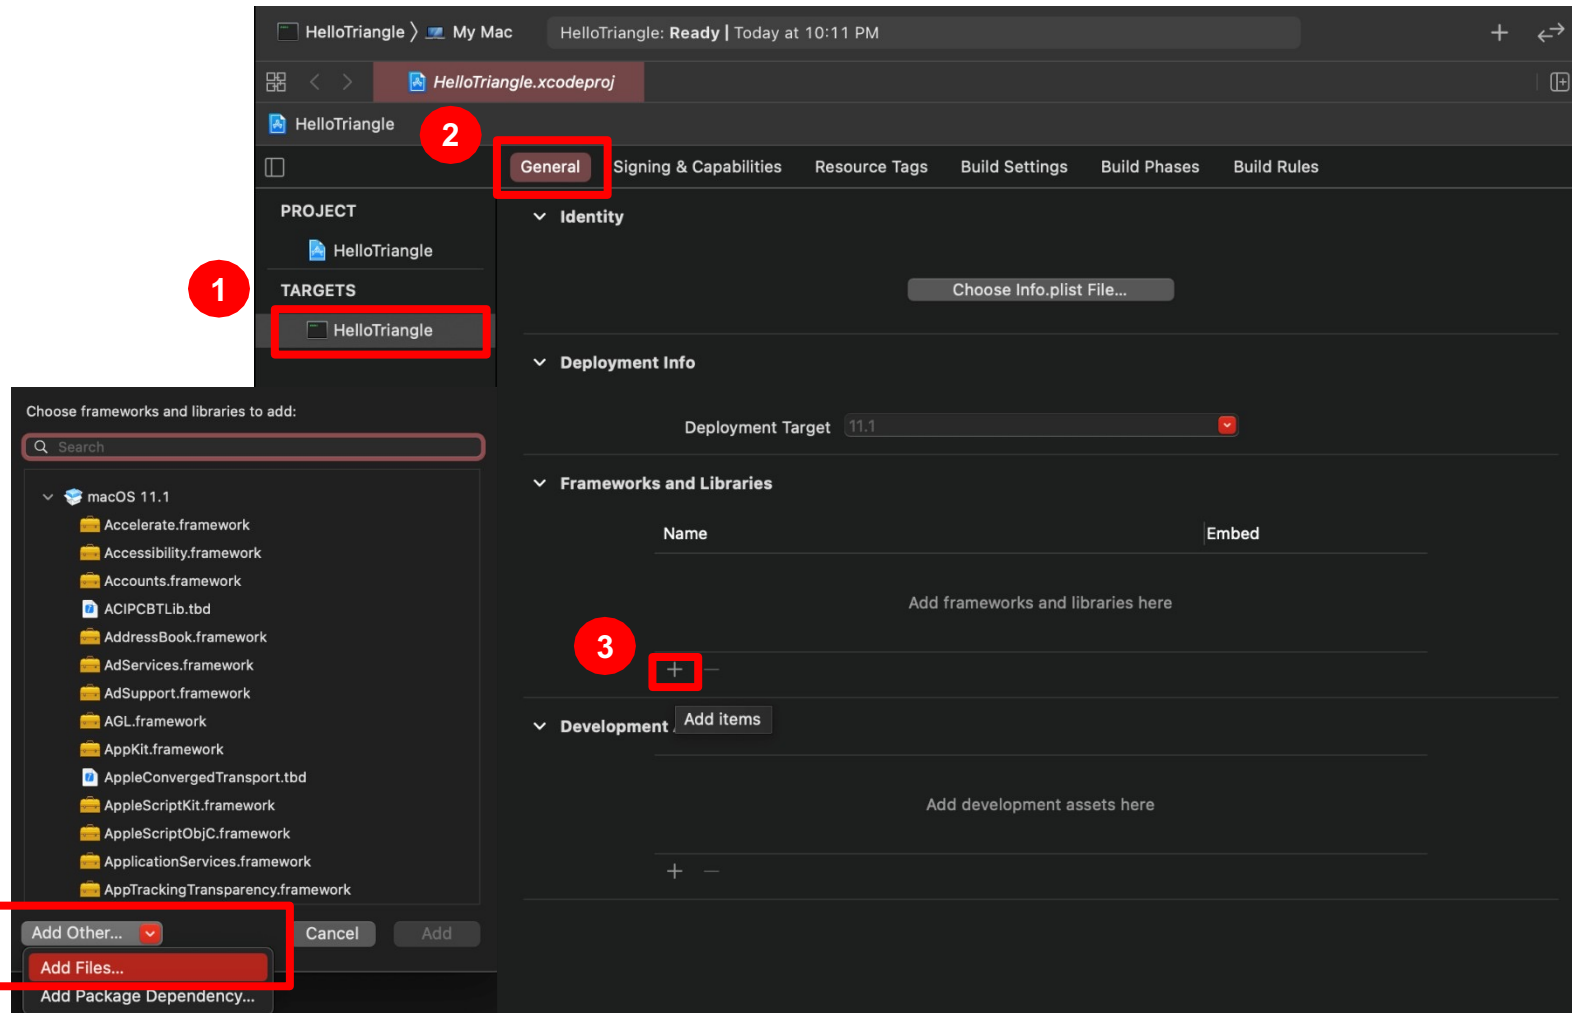 HelloTriangle 〉 My Mac
HelloTriangle: Ready | Today at 10:11 PM
HelloTriangle.xcodeproj
HelloTriangle
2
General Signing & Capabilities Resource Tags Build Settings Build Phases Build Rules
PROJECT
HelloTriangle
1
TARGETS
HelloTriangle
Identity
Choose Info.plist File...
Deployment Info
Deployment Target 11.1
Frameworks and Libraries
Name Embed
Add frameworks and libraries here
3
Add items
Development
Add development assets here
Choose frameworks and libraries to add:
Search
macOS 11.1
Accelerate.framework
Accessibility.framework
Accounts.framework
ACIPCBTLib.tbd
AddressBook.framework
AdServices.framework
AdSupport.framework
AGL.framework
AppKit.framework
AppleConvergedTransport.tbd
AppleScriptKit.framework
AppleScriptObjC.framework
ApplicationServices.framework
AppTrackingTransparency.framework
Add Other... Cancel Add
Add Files...
Add Package Dependency...